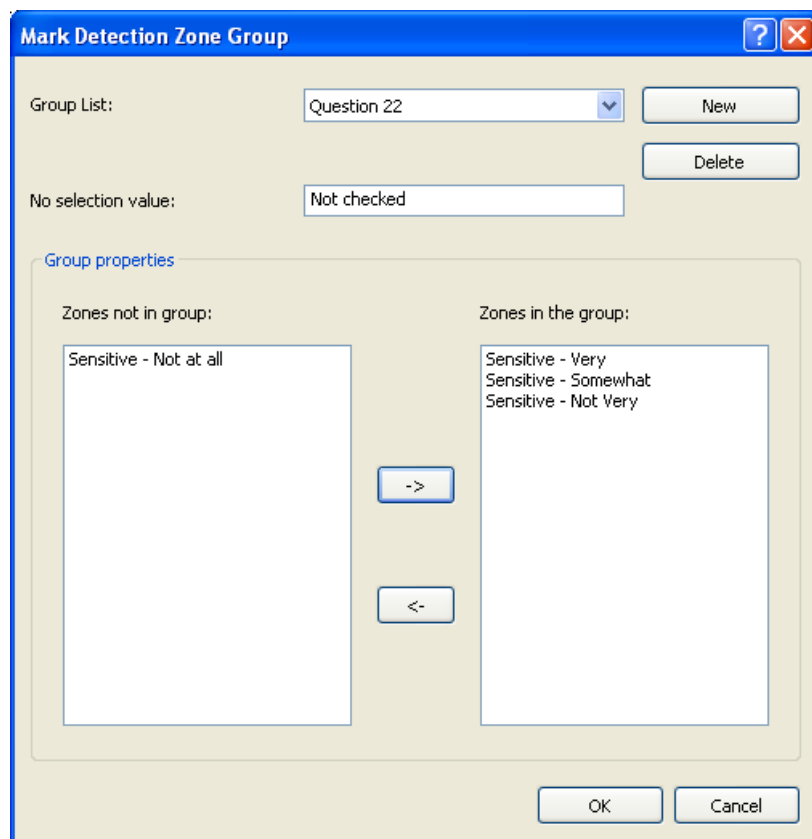 Mark Detection Zone Group
Group List:
Question 22
New
Delete
No selection value:
Not checked
Group properties
Zones not in group:
Zones in the group:
Sensitive - Not at all
Sensitive - Very
Sensitive - Somewhat
Sensitive - Not Very
->
<-
OK
Cancel